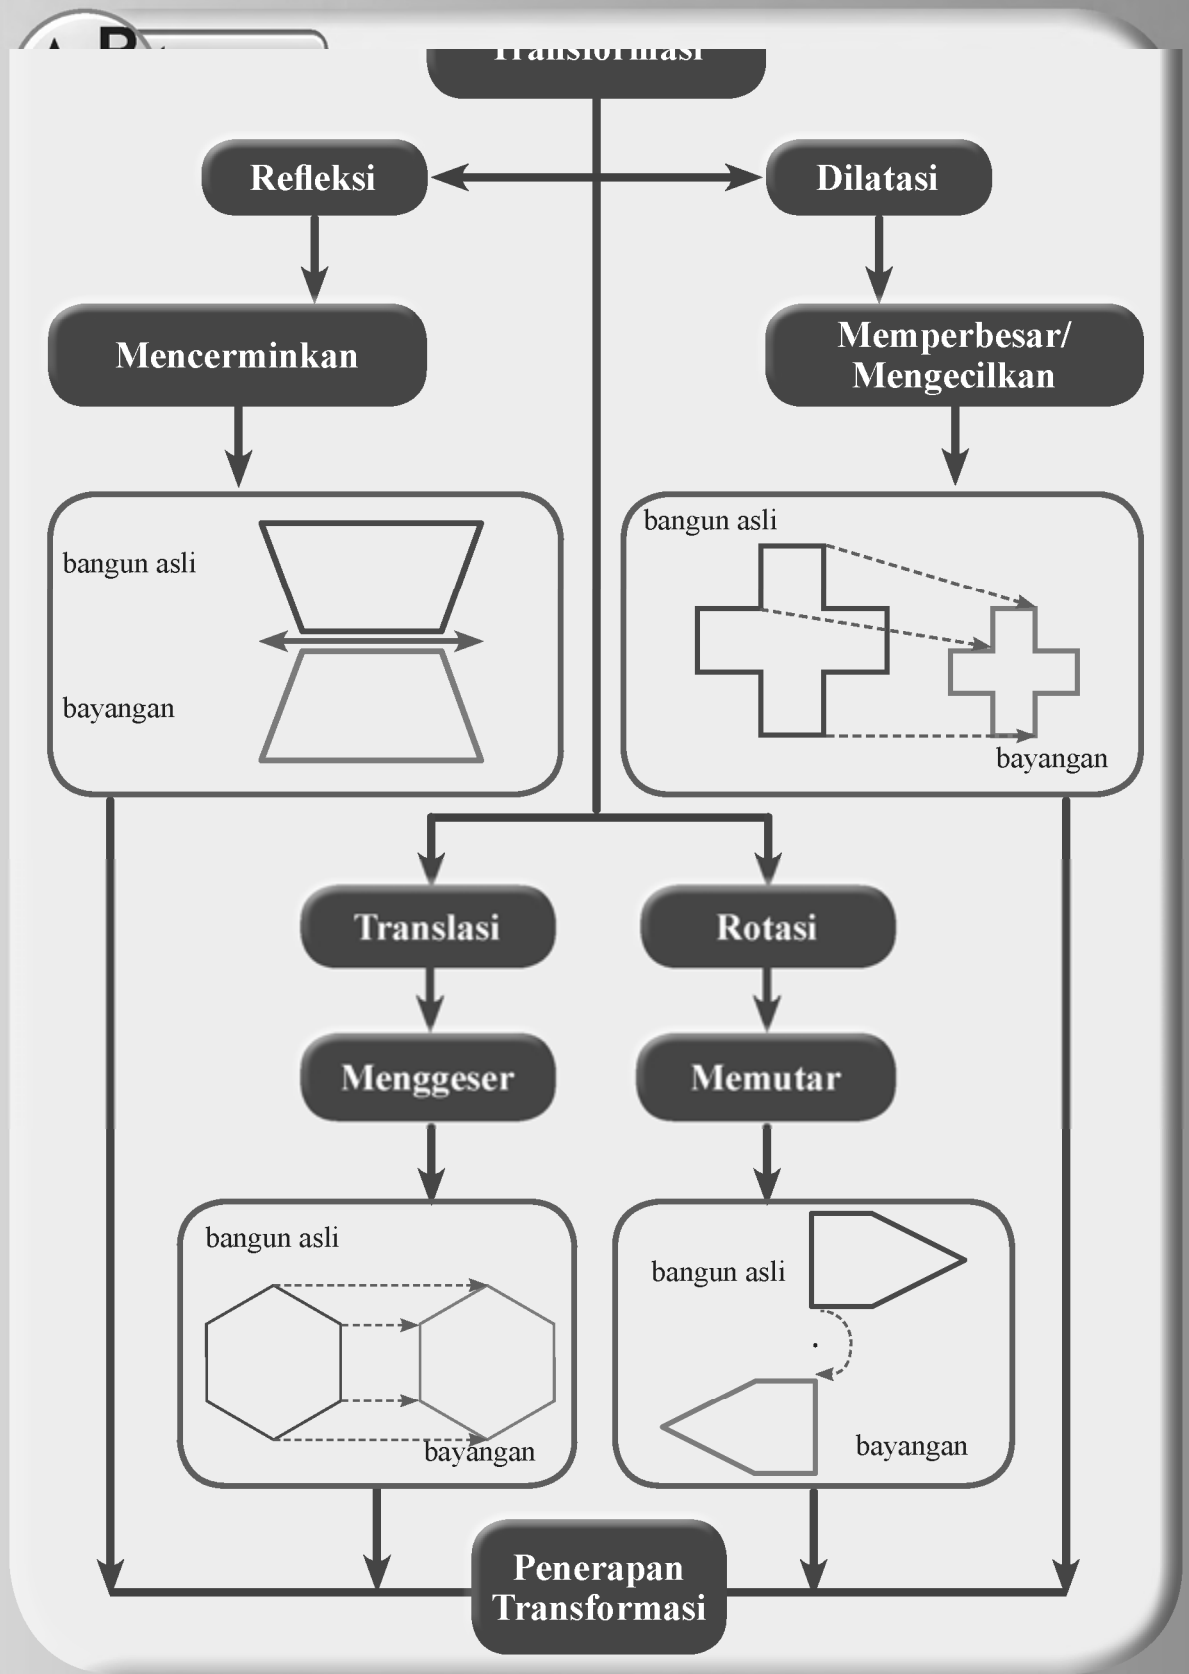 Transformasi
Refleksi
Dilatasi
Mencerminkan
Memperbesar/
Mengecilkan
bangun asli
bayangan
bangun asli
bayangan
Translasi
Rotasi
Menggeser
Memutar
bangun asli
bayangan
bangun asli
bayangan
Penerapan
Transformasi